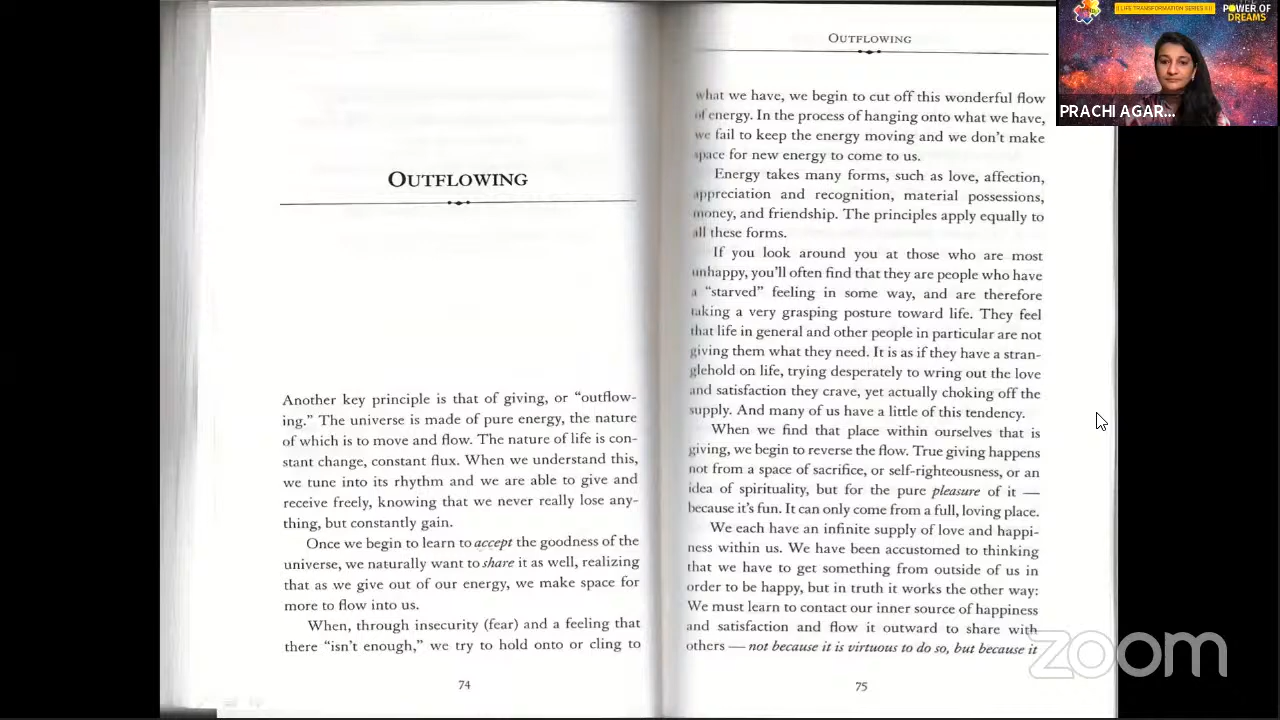 OUTFLOWING
Another key principle is that of giving, or “outflow-
ing.” The universe is made of pure energy, the nature
of which is to move and flow. The nature of life is con-
stant change, constant flux. When we understand this,
we tune into its rhythm and we are able to give and
receive freely, knowing that we never really lose any-
thing, but constantly gain.
Once we begin to learn to accept the goodness of the
universe, we naturally want to share it as well, realizing
that as we give out of our energy, we make space for
more to flow into us.
When, through insecurity (fear) and a feeling that
there “isn’t enough,” we try to hold onto or cling to
74
OUTFLOWING
what we have, we begin to cut off this wonderful flow
of energy. In the process of hanging onto what we have,
we fail to keep the energy moving and we don’t make
space for new energy to come to us.
Energy takes many forms, such as love, affection,
appreciation and recognition, material possessions,
money, and friendship. The principles apply equally to
all these forms.
If you look around you at those who are most
unhappy, you’ll often find that they are people who have
a “starved” feeling in some way, and are therefore
taking a very grasping posture toward life. They feel
that life in general and other people in particular are not
giving them what they need. It is as if they have a stran-
glehold on life, trying desperately to wring out the love
and satisfaction they crave, yet actually choking off the
supply. And many of us have a little of this tendency.
When we find that place within ourselves that is
giving, we begin to reverse the flow. True giving happens
not from a space of sacrifice, or self-righteousness, or an
idea of spirituality, but for the pure pleasure of it —
because it’s fun. It can only come from a full, loving place.
We each have an infinite supply of love and happi-
ness within us. We have been accustomed to thinking
that we have to get something from outside of us in
order to be happy, but in truth it works the other way:
We must learn to contact our inner source of happiness
and satisfaction and flow it outward to share with
others — not because it is virtuous to do so, but because it
75
LIFE TRANSFORMATION SERIES
POWER OF
DREAMS
PRACHI AGAR...
zoom